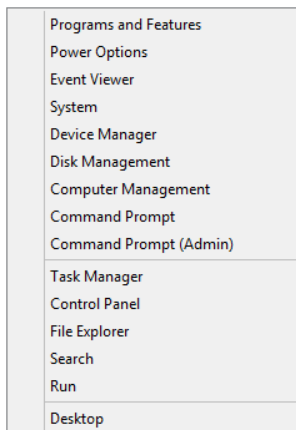 Programs and Features
Power Options
Event Viewer
System
Device Manager
Disk Management
Computer Management
Command Prompt
Command Prompt (Admin)
Task Manager
Control Panel
File Explorer
Search
Run
Desktop